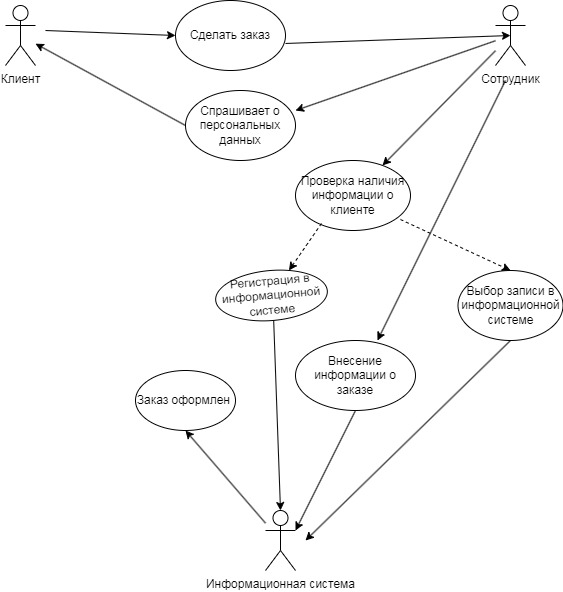 Сделать заказ
Клиент
Сотрудник
Спрашивает о
персональных
данных
Проверка наличия
информации о
клиенте
Регистрация в
информационной
системе
Выбор записи в
информационной
системе
Внесение
информации о
заказе
Заказ оформлен
Информационная система